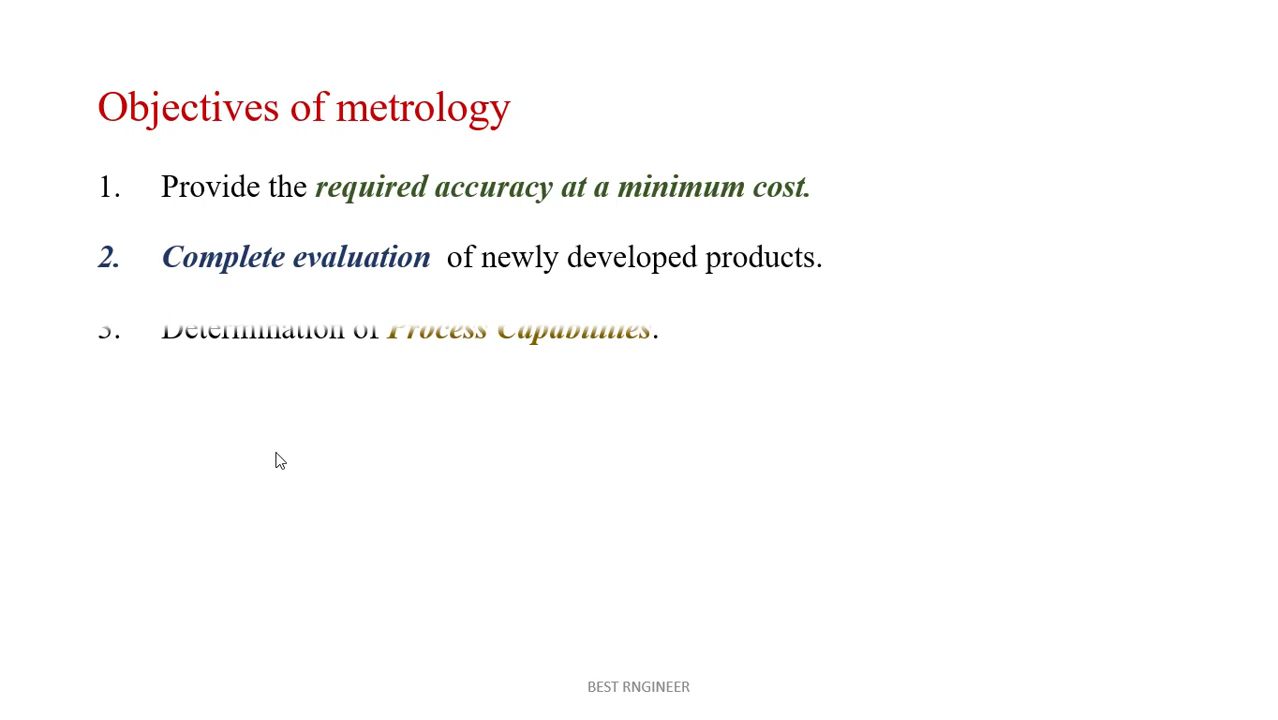 Objectives of metrology
1. Provide the required accuracy at a minimum cost.
2. Complete evaluation of newly developed products.
3. Determination of Process Capabilities.
BEST RNGINEER